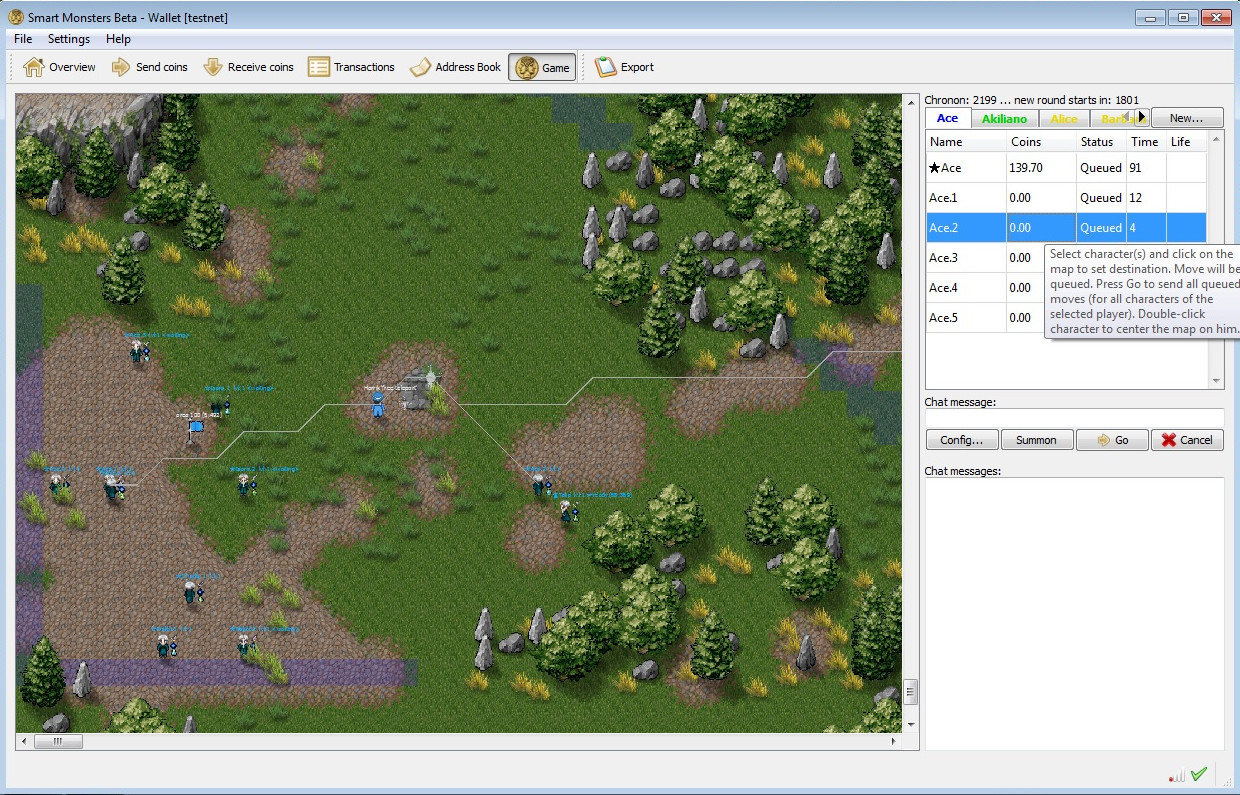 Smart Monsters Beta - Wallet [testnet]
File Settings Help
Overview Send coins Receive coins Transactions Address Book Game Export
Chronon: 2199 ... new round starts in: 1801
Ace Akiliano Alice New...
Name Coins Status Time Life
★Ace 139.70 Queued 91
Ace.1 0.00 Queued 12
Ace.2 0.00 Queued 4
Ace.3 0.00
Ace.4 0.00
Ace.5 0.00
Select character(s) and click on the
map to set destination. Move will be
queued. Press Go to send all queued
moves (for all characters of the
selected player). Double-click
character to center the map on him.
Chat message:
Config... Summon Go Cancel
Chat messages: